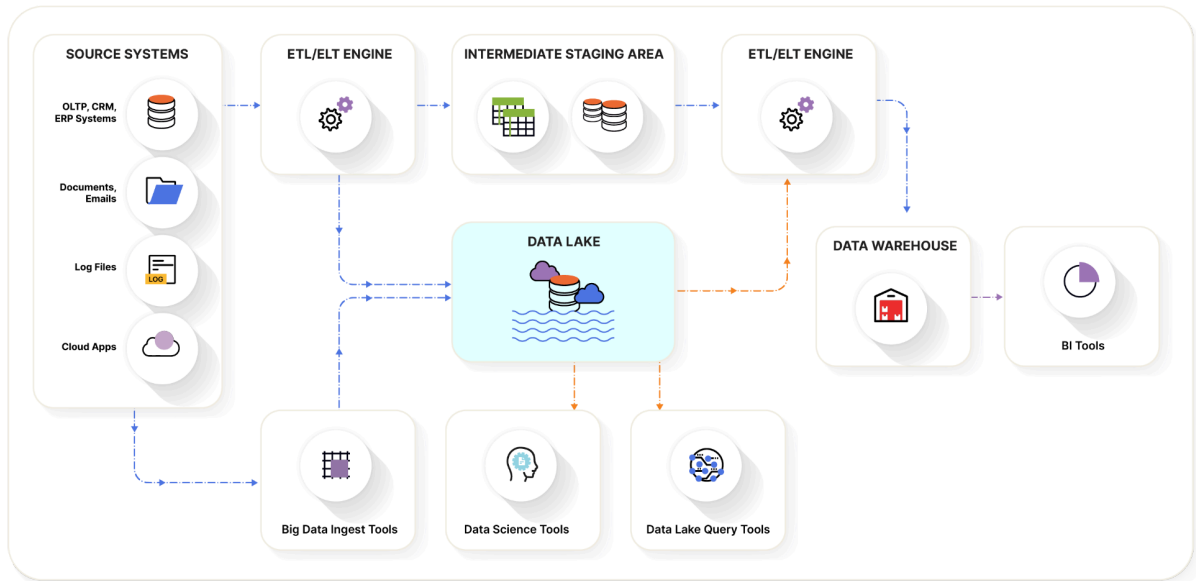 SOURCE SYSTEMS
OLTP, CRM,
ERP Systems
Documents,
Emails
Log Files
LOG
Cloud Apps
ETL/ELT ENGINE
INTERMEDIATE STAGING AREA
ETL/ELT ENGINE
DATA LAKE
DATA WAREHOUSE
BI Tools
Big Data Ingest Tools
Data Science Tools
Data Lake Query Tools